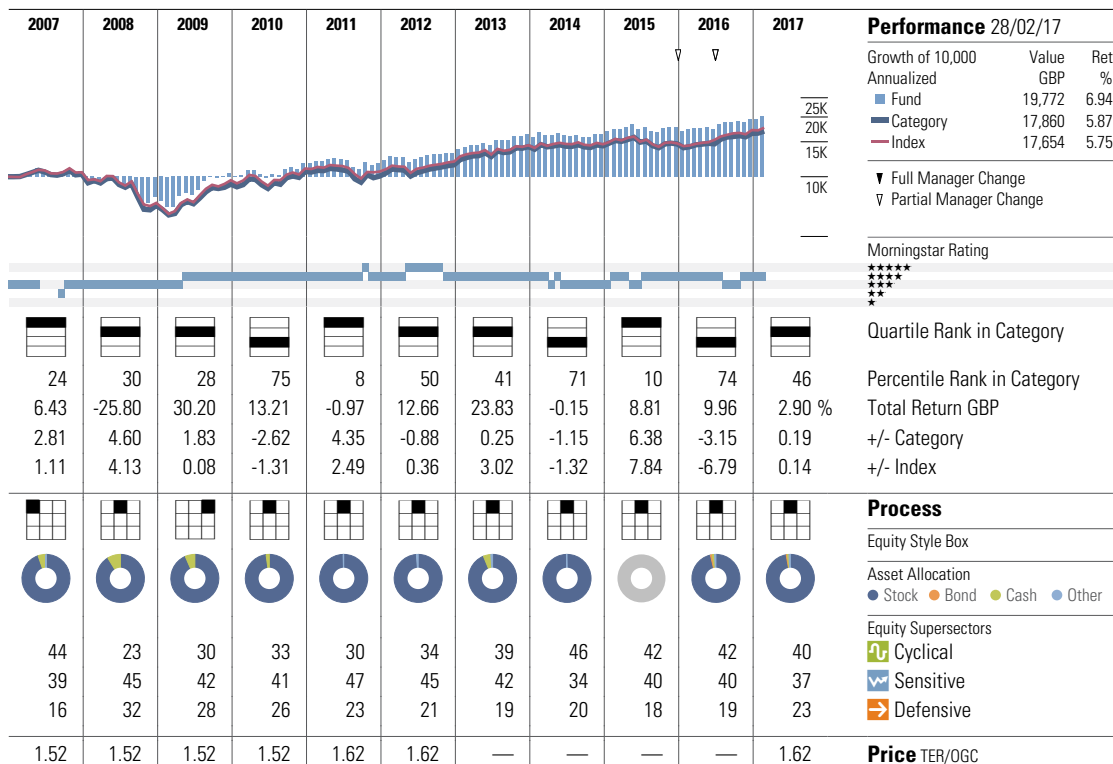 2007 2008 2009 2010 2011 2012 2013 2014 2015 2016 2017
Performance 28/02/17
Growth of 10,000 Value Ret
Annualized GBP %
Fund 19,772 6.94
Category 17,860 5.87
Index 17,654 5.75
▼ Full Manager Change
▽ Partial Manager Change
25K
20K
15K
10K
Morningstar Rating
★★★★★
★★★★
★★★
★★
★
Quartile Rank in Category
24 30 28 75 8 50 41 71 10 74 46 Percentile Rank in Category
6.43 -25.80 30.20 13.21 -0.97 12.66 23.83 -0.15 8.81 9.96 2.90 % Total Return GBP
2.81 4.60 1.83 -2.62 4.35 -0.88 0.25 -1.15 6.38 -3.15 0.19 +/- Category
1.11 4.13 0.08 -1.31 2.49 0.36 3.02 -1.32 7.84 -6.79 0.14 +/- Index
Process
Equity Style Box
Asset Allocation
Stock Bond Cash Other
Equity Supersectors
44 23 30 33 30 34 39 46 42 42 40 Cyclical
39 45 42 41 47 45 42 34 40 40 37 Sensitive
16 32 28 26 23 21 19 20 18 19 23 Defensive
1.52 1.52 1.52 1.52 1.62 1.62 — — — — 1.62 Price TER/OGC